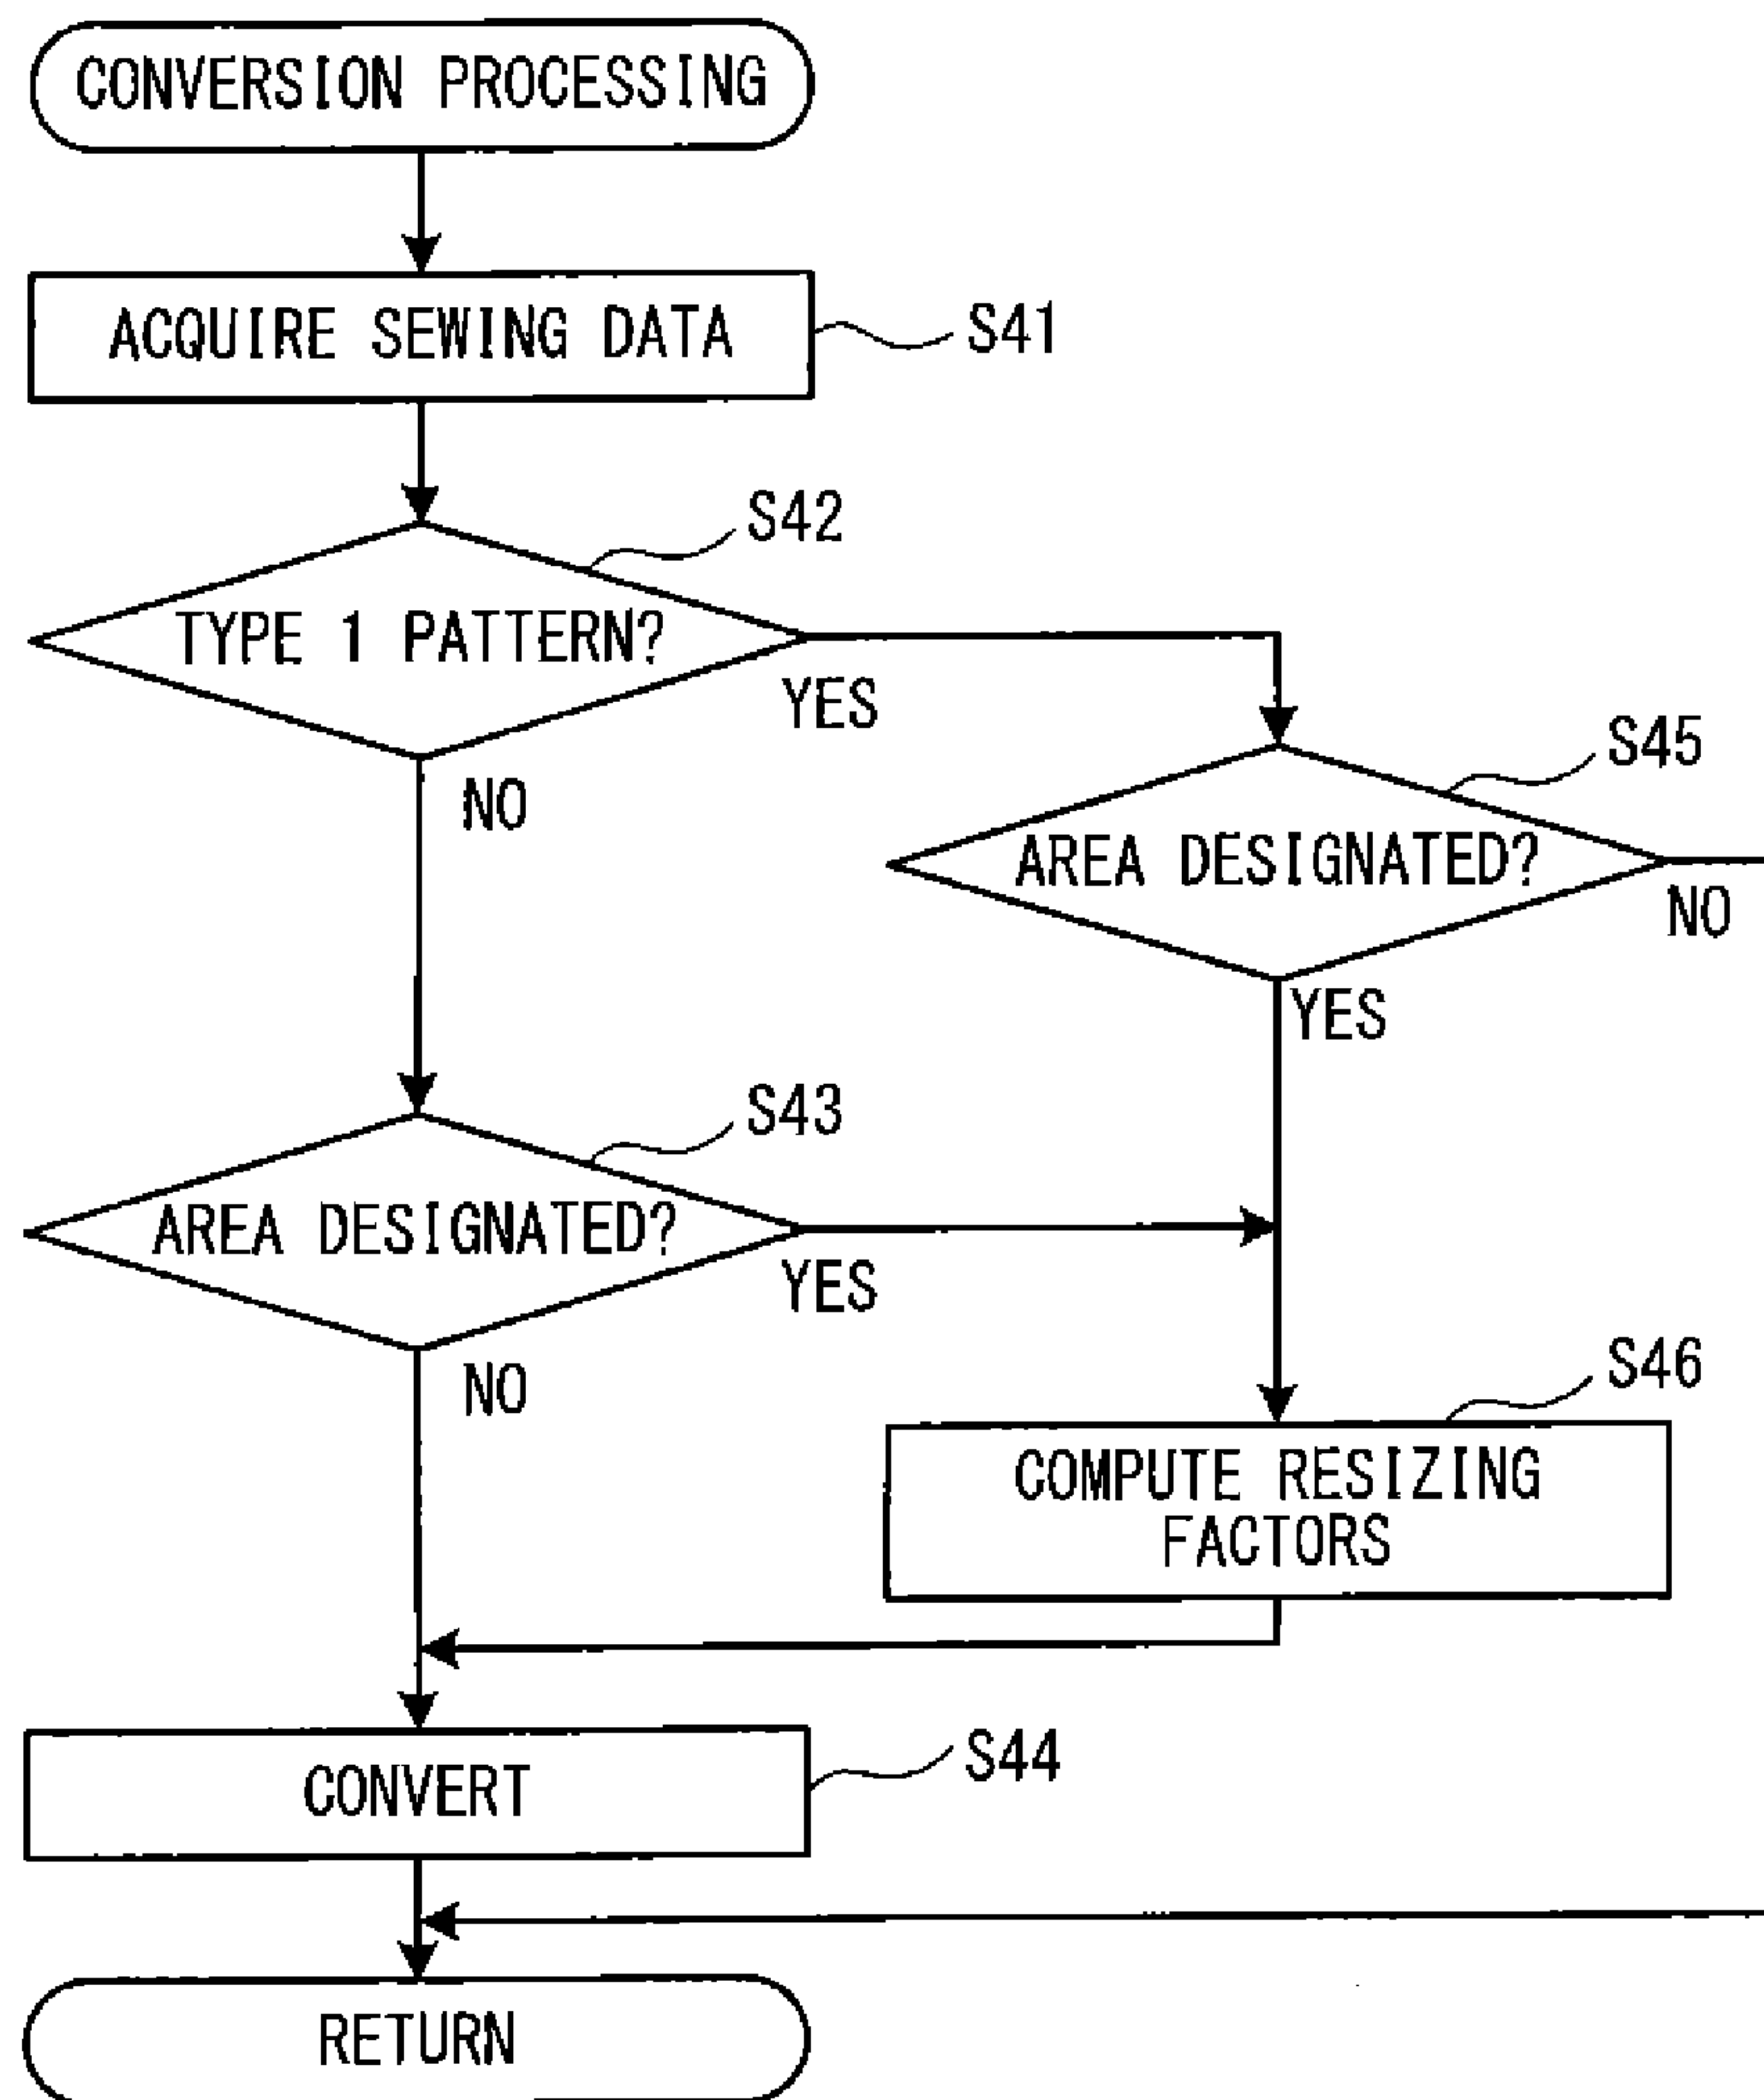 CONVERSION PROCESSING
ACQUIRE SEWING DATA
S41
S42
TYPE 1 PATTERN?
YES
NO
S45
AREA DESIGNATED?
NO
YES
S43
AREA DESIGNATED?
YES
NO
S46
COMPUTE RESIZING
FACTORS
CONVERT
S44
RETURN